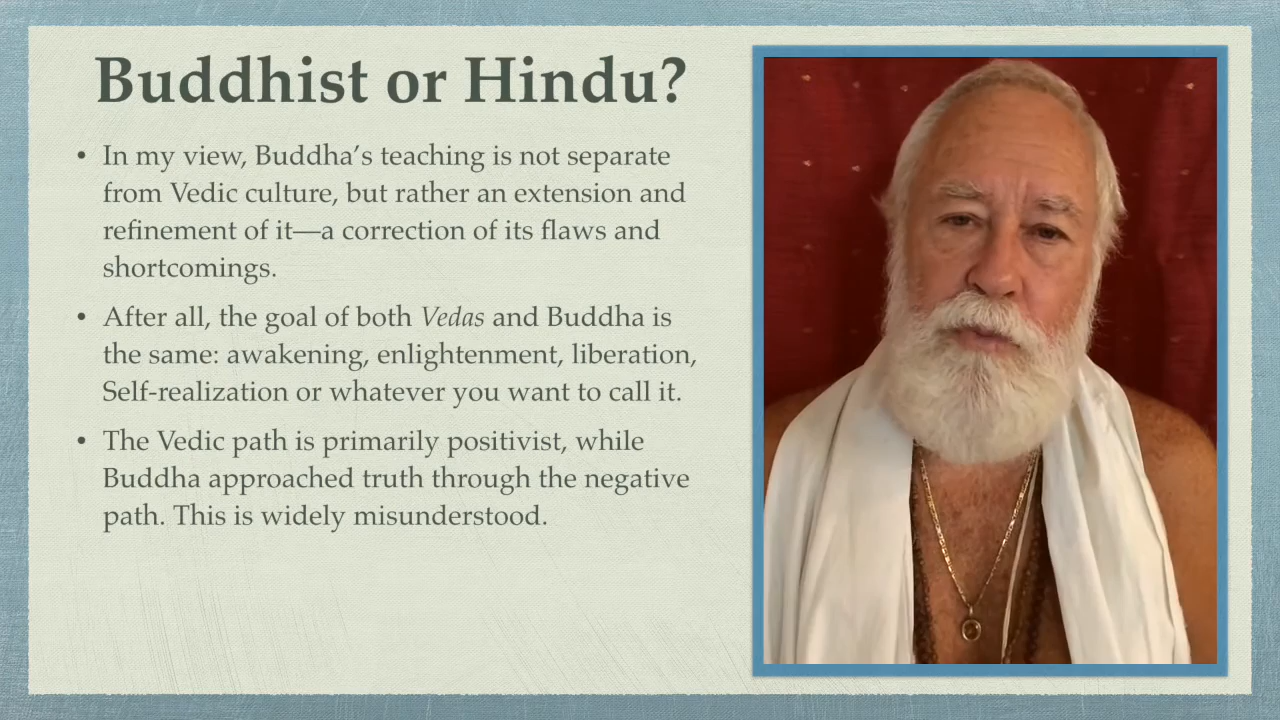 Buddhist or Hindu?
• In my view, Buddha’s teaching is not separate
from Vedic culture, but rather an extension and
refinement of it—a correction of its flaws and
shortcomings.
• After all, the goal of both Vedas and Buddha is
the same: awakening, enlightenment, liberation,
Self-realization or whatever you want to call it.
• The Vedic path is primarily positivist, while
Buddha approached truth through the negative
path. This is widely misunderstood.